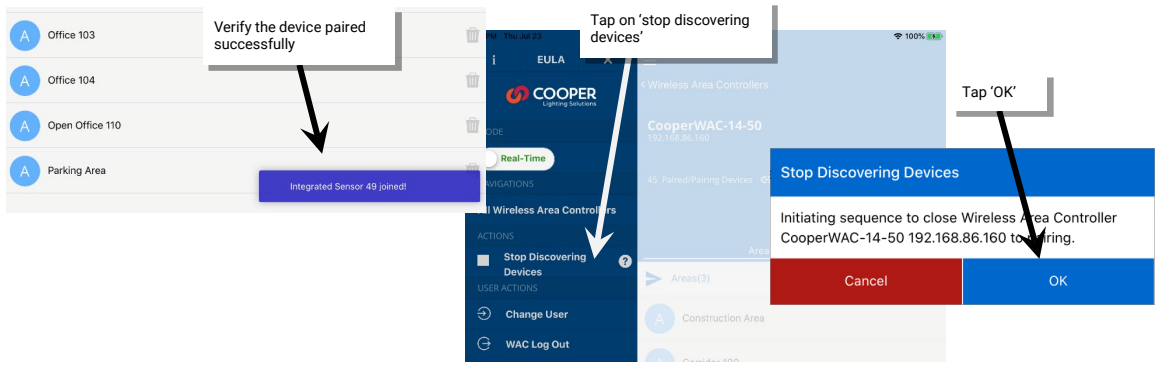 Office 103
Office 104
Open Office 110
Parking Area
Integrated Sensor 49 joined!
Verify the device paired
successfully
Tap on ‘stop discovering
devices’
PM Thu Jul 23
100%
i EULA X
COOPER
Lighting Solutions
Real-Time
Wireless Area Controllers
ACTIONS
Stop Discovering
Devices
?
USER ACTIONS
Change User
WAC Log Out
Wireless Area Controllers
CooperWAC-14-50
192.168.86.160
45 Paired/Pairing Devices
Area
Areas(3)
A Construction Area
Tap ‘OK’
Stop Discovering Devices
Initiating sequence to close Wireless Area Controller
CooperWAC-14-50 192.168.86.160 to pairing.
Cancel
OK